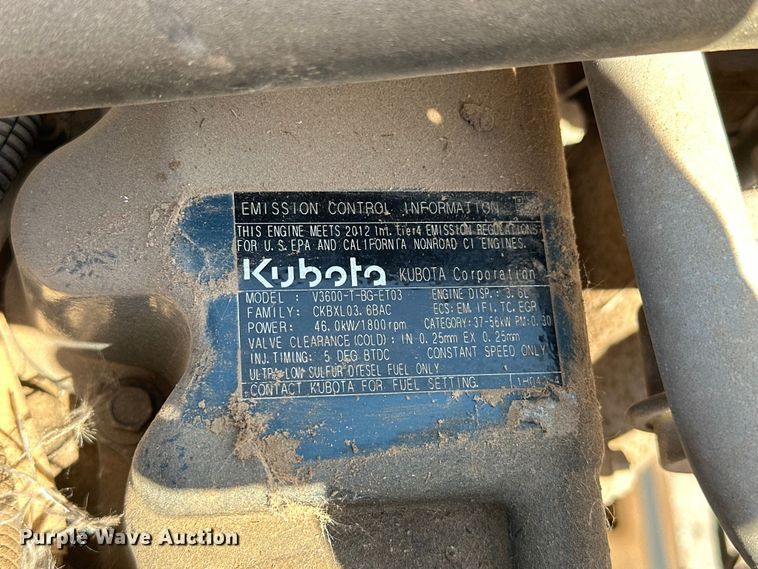 EMISSION CONTROL INFORMATION
THIS ENGINE MEETS 2012 Int. tier4 EMISSION REGULATIONS
FOR U.S. EPA AND CALIFORNIA NONROAD CI ENGINES.
Kubota KUBOTA Corporation
MODEL : V3600-T-BG-ET03 ENGINE DISP.: 3.6L
FAMILY: CKBXL03.6BAC ECS: EM, IFI, TC, EGR
POWER: 46.0kW/1800rpm CATEGORY: 37-56kW PM:0.30
VALVE CLEARANCE(COLD): IN 0.25mm EX 0.25mm
INJ.TIMING: 5 DEG BTDC CONSTANT SPEED ONLY
ULTRA LOW SULFUR DIESEL FUEL ONLY
CONTACT KUBOTA FOR FUEL SETTING.
Purple Wave Auction